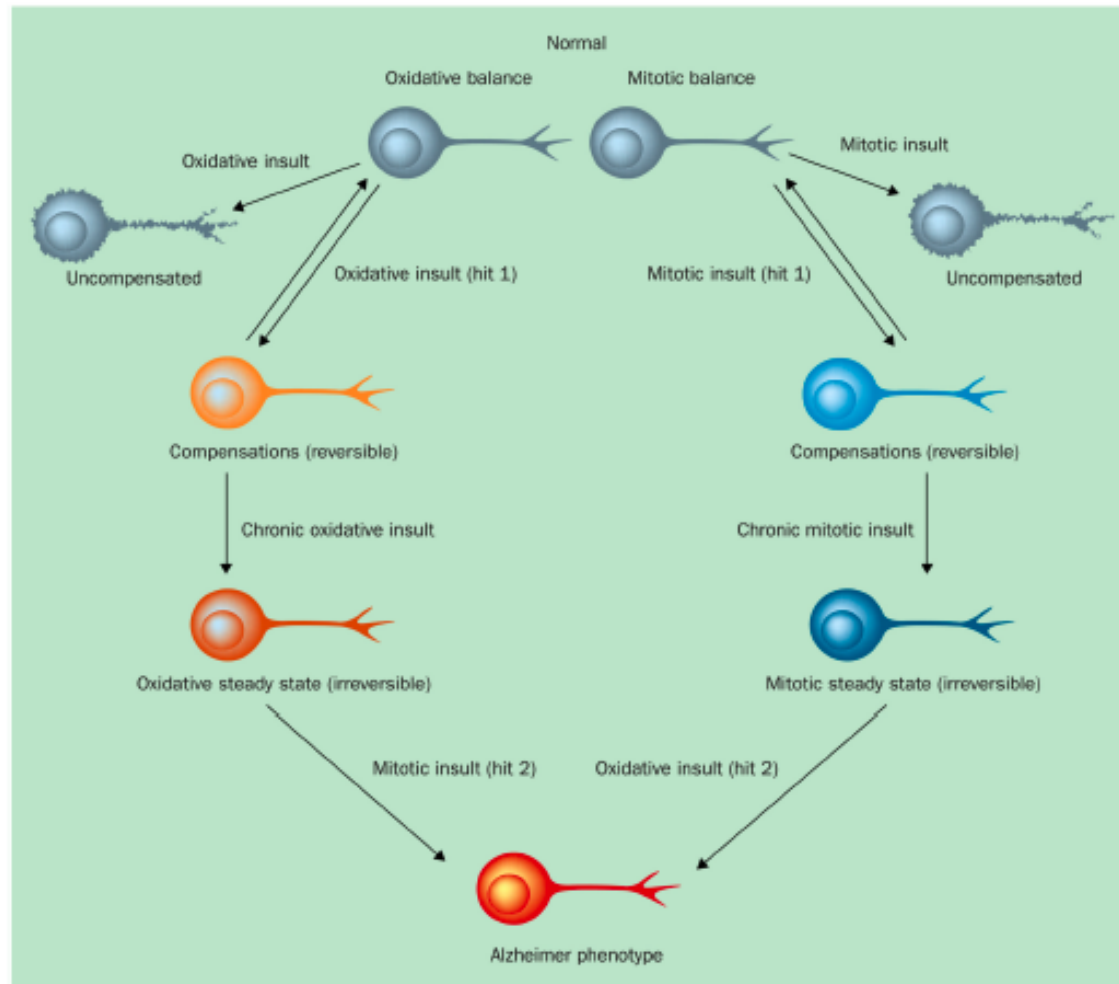 Normal
Oxidative balance
Mitotic balance
Oxidative insult
Mitotic insult
Uncompensated
Oxidative insult (hit 1)
Mitotic insult (hit 1)
Uncompensated
Compensations (reversible)
Compensations (reversible)
Chronic oxidative insult
Chronic mitotic insult
Oxidative steady state (irreversible)
Mitotic steady state (irreversible)
Mitotic insult (hit 2)
Oxidative insult (hit 2)
Alzheimer phenotype